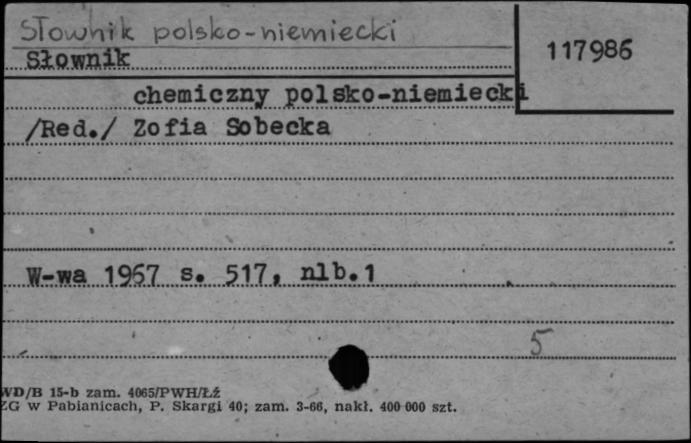 Słownik polsko-niemiecki
117986
Słownik
chemiczny polsko-niemiecki
/Red./ Zofia Sobecka
W-wa 1967 s. 517, nlb.1
5
WD/B 15-b zam. 4065/PWH/Łź
ZG w Pabianicach, P. Skargi 40; zam. 3-66, nakł. 400 000 szt.